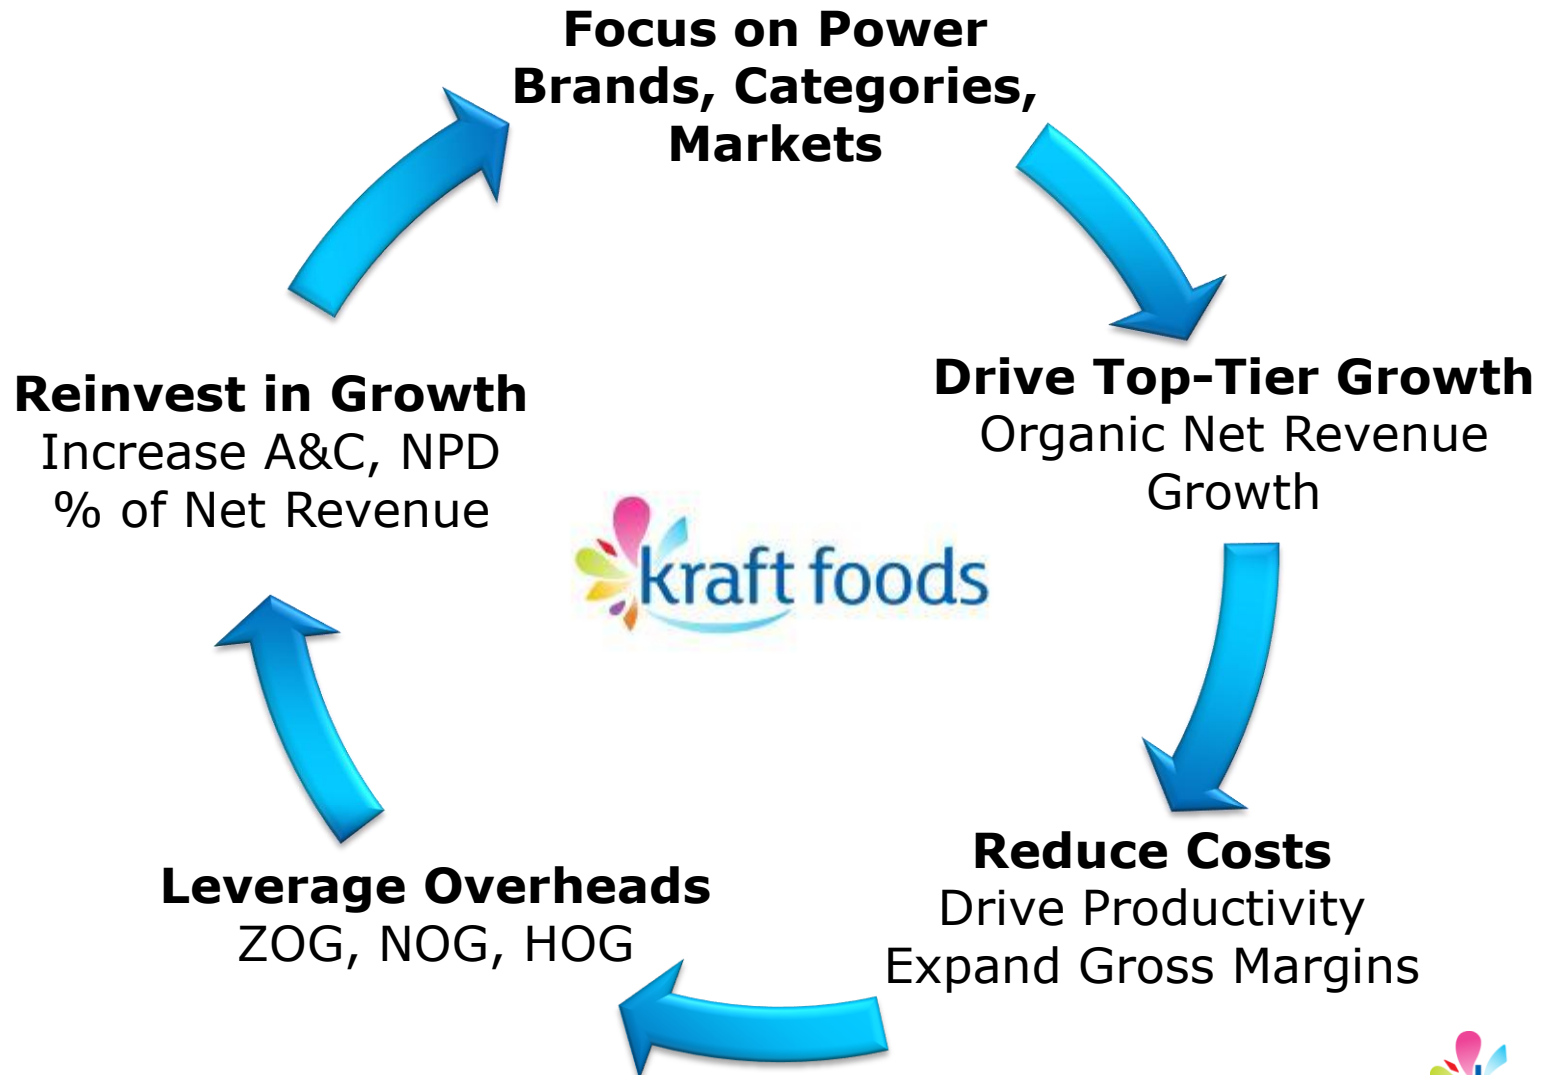 Focus on Power
Brands, Categories,
Markets
Drive Top-Tier Growth
Organic Net Revenue
Growth
Reduce Costs
Drive Productivity
Expand Gross Margins
Leverage Overheads
ZOG, NOG, HOG
Reinvest in Growth
Increase A&C, NPD
% of Net Revenue
kraft foods